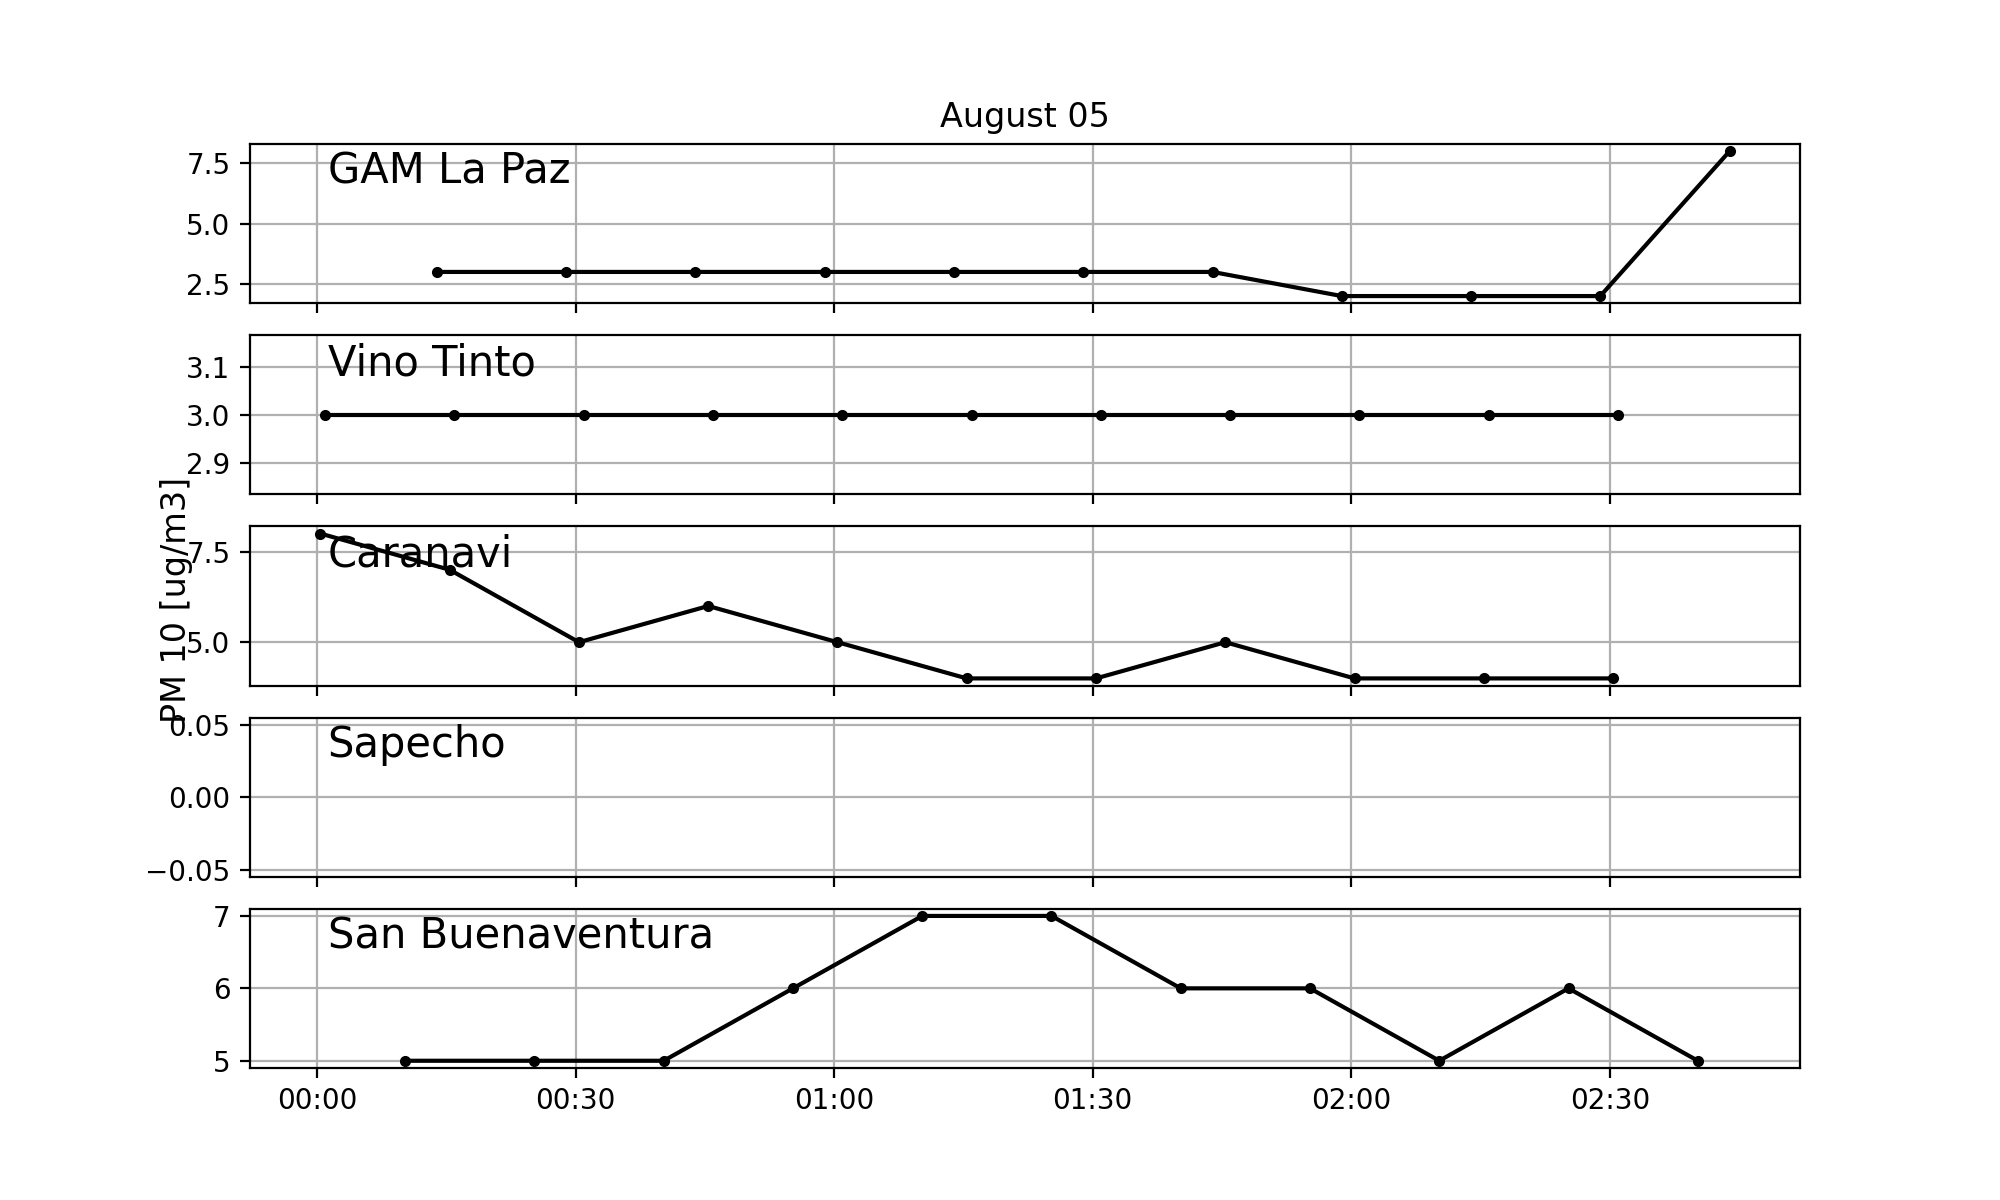 August 05
GAM La Paz
7.5
5.0
2.5
Vino Tinto
3.1
3.0
2.9
PM 10 [ug/m3]
Caranavi
7.5
5.0
Sapecho
0.05
0.00
−0.05
San Buenaventura
7
6
5
00:00 00:30 01:00 01:30 02:00 02:30